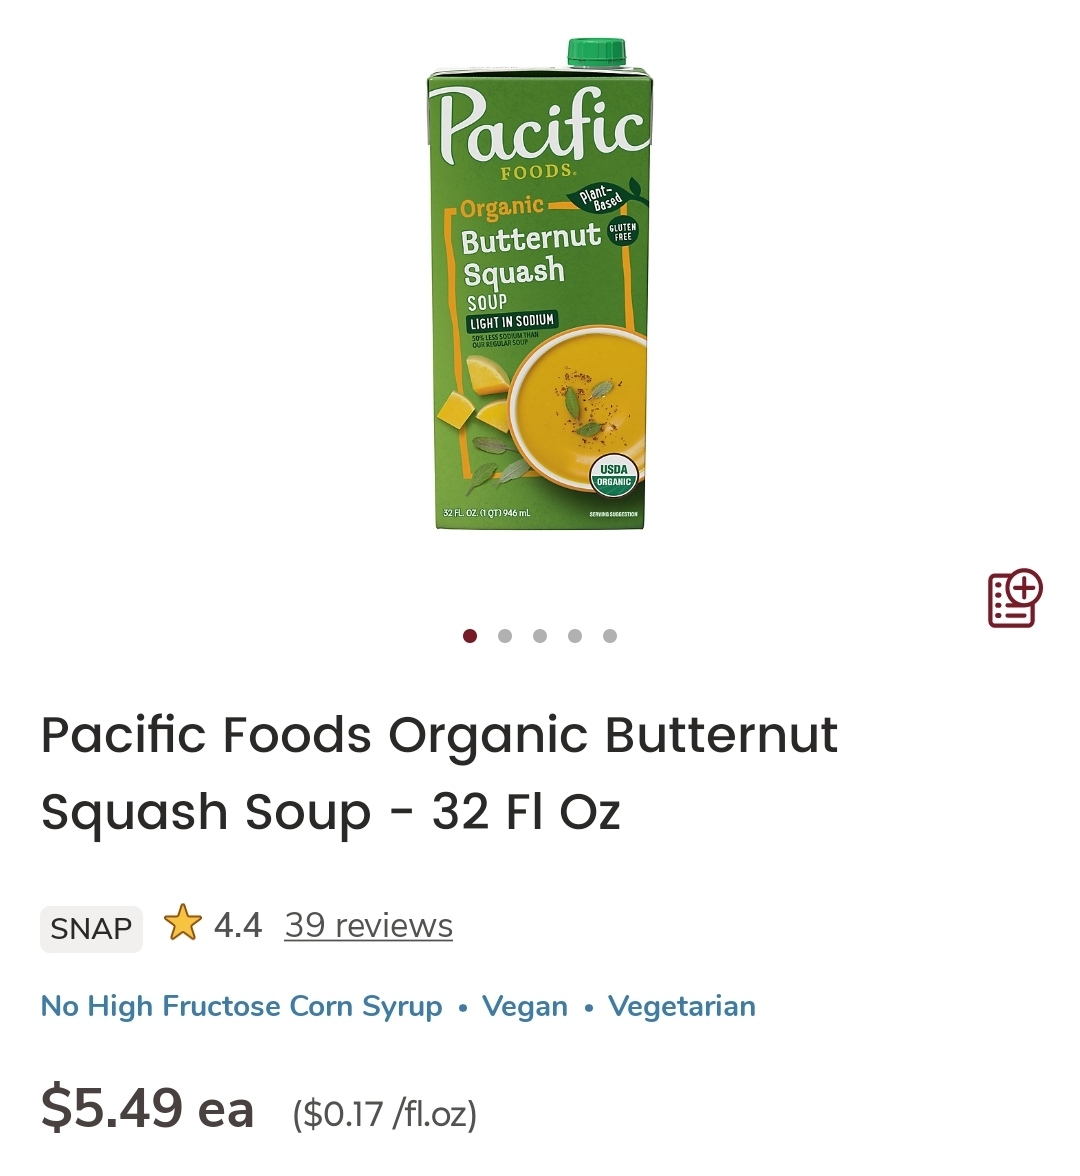 Pacific
FOODS®
Organic
Plant-
Based
Butternut
GLUTEN
FREE
Squash
SOUP
LIGHT IN SODIUM
50% LESS SODIUM THAN
OUR REGULAR SOUP
USDA
ORGANIC
32 FL. OZ. (1 QT) 946 mL
SERVING SUGGESTION
Pacific Foods Organic Butternut
Squash Soup - 32 Fl Oz
SNAP 4.4 39 reviews
No High Fructose Corn Syrup • Vegan • Vegetarian
$5.49 ea ($0.17 /fl.oz)